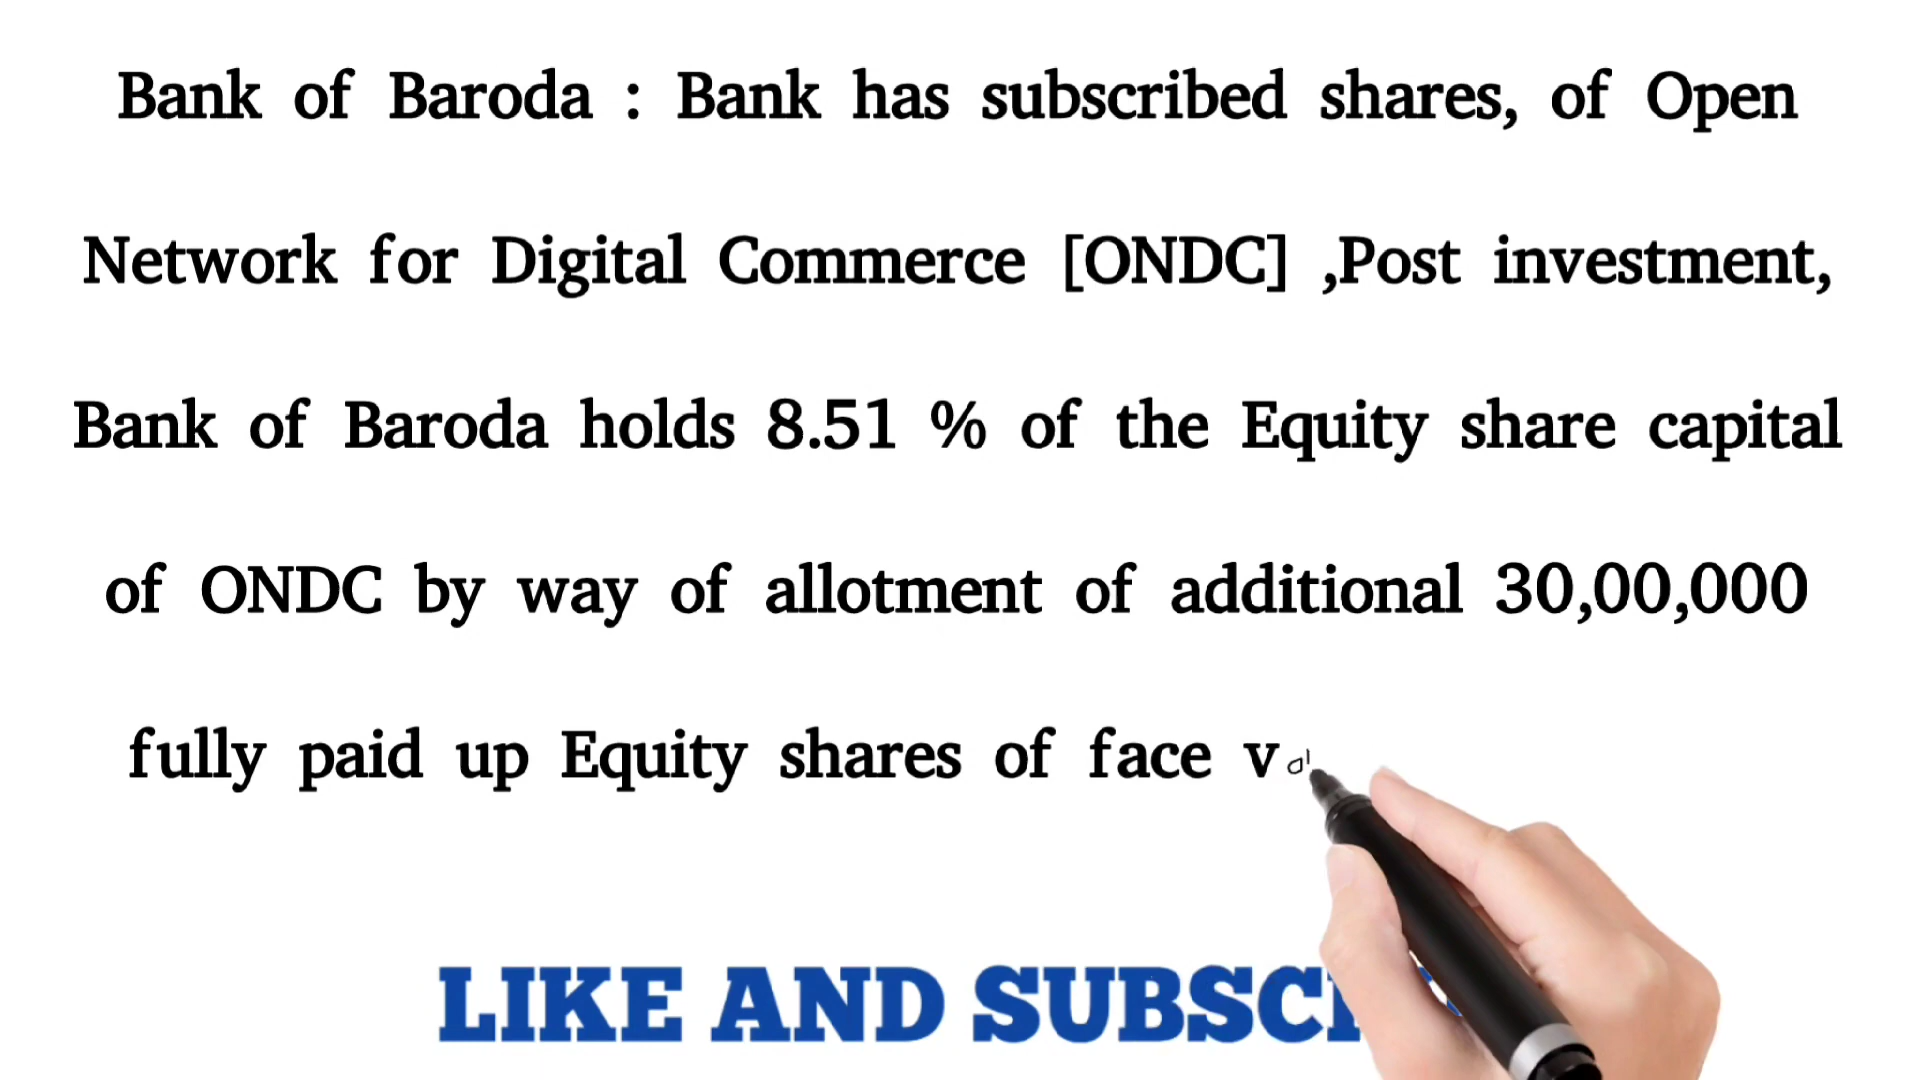 Bank of Baroda : Bank has subscribed shares, of Open
Network for Digital Commerce [ONDC] ,Post investment,
Bank of Baroda holds 8.51 % of the Equity share capital
of ONDC by way of allotment of additional 30,00,000
fully paid up Equity shares of face val
LIKE AND SUBSC